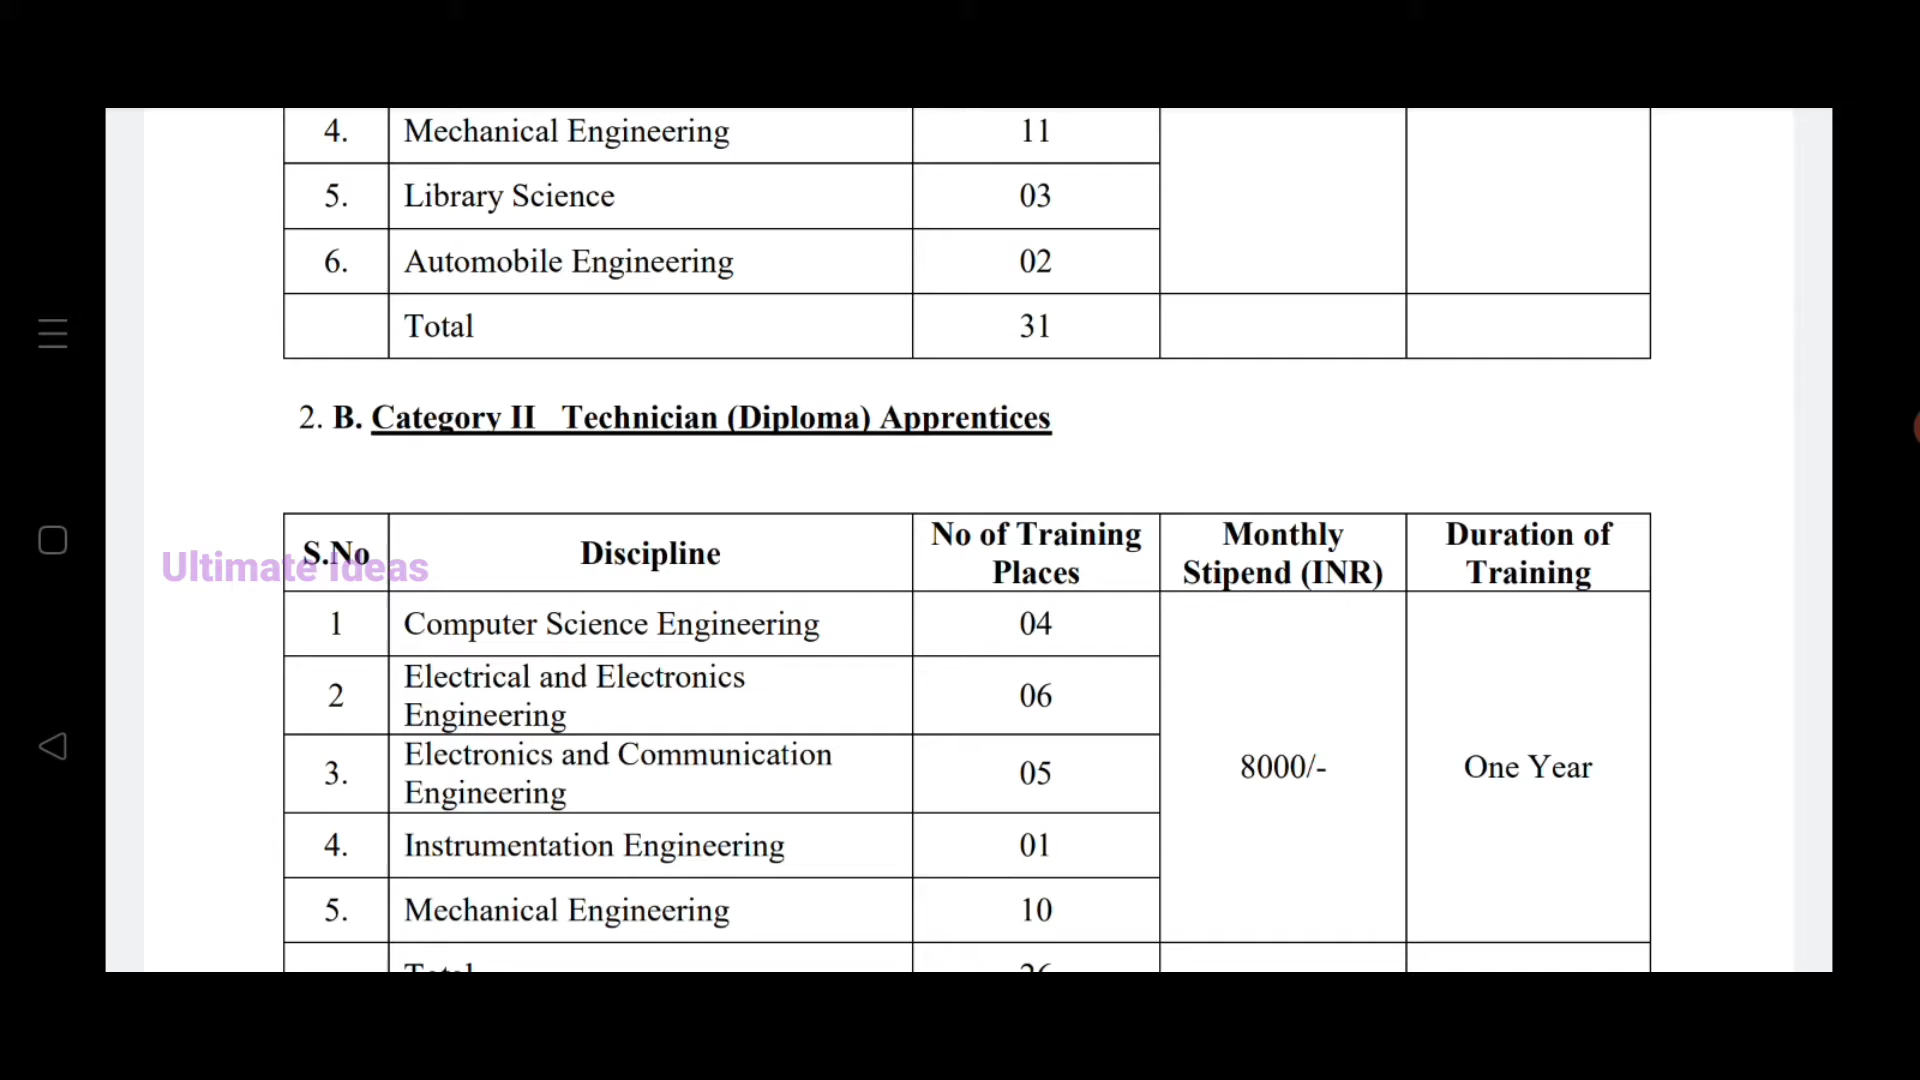 4. Mechanical Engineering 11
5. Library Science 03
6. Automobile Engineering 02
Total 31
2. B. Category II Technician (Diploma) Apprentices
S.No Discipline No of Training Places Monthly Stipend (INR) Duration of Training
Ultimate Ideas
1 Computer Science Engineering 04
2 Electrical and Electronics Engineering 06
3. Electronics and Communication Engineering 05
8000/- One Year
4. Instrumentation Engineering 01
5. Mechanical Engineering 10
Total 26